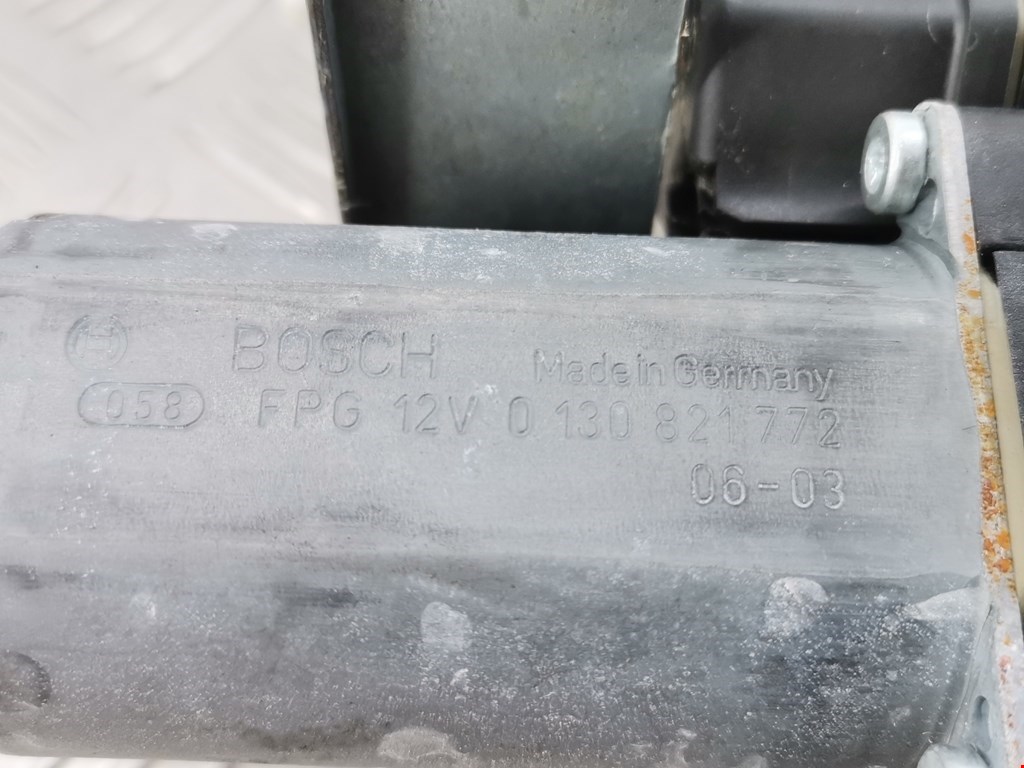 BOSCH Made in Germany
058 FPG 12V 0 130 821 772
06-03